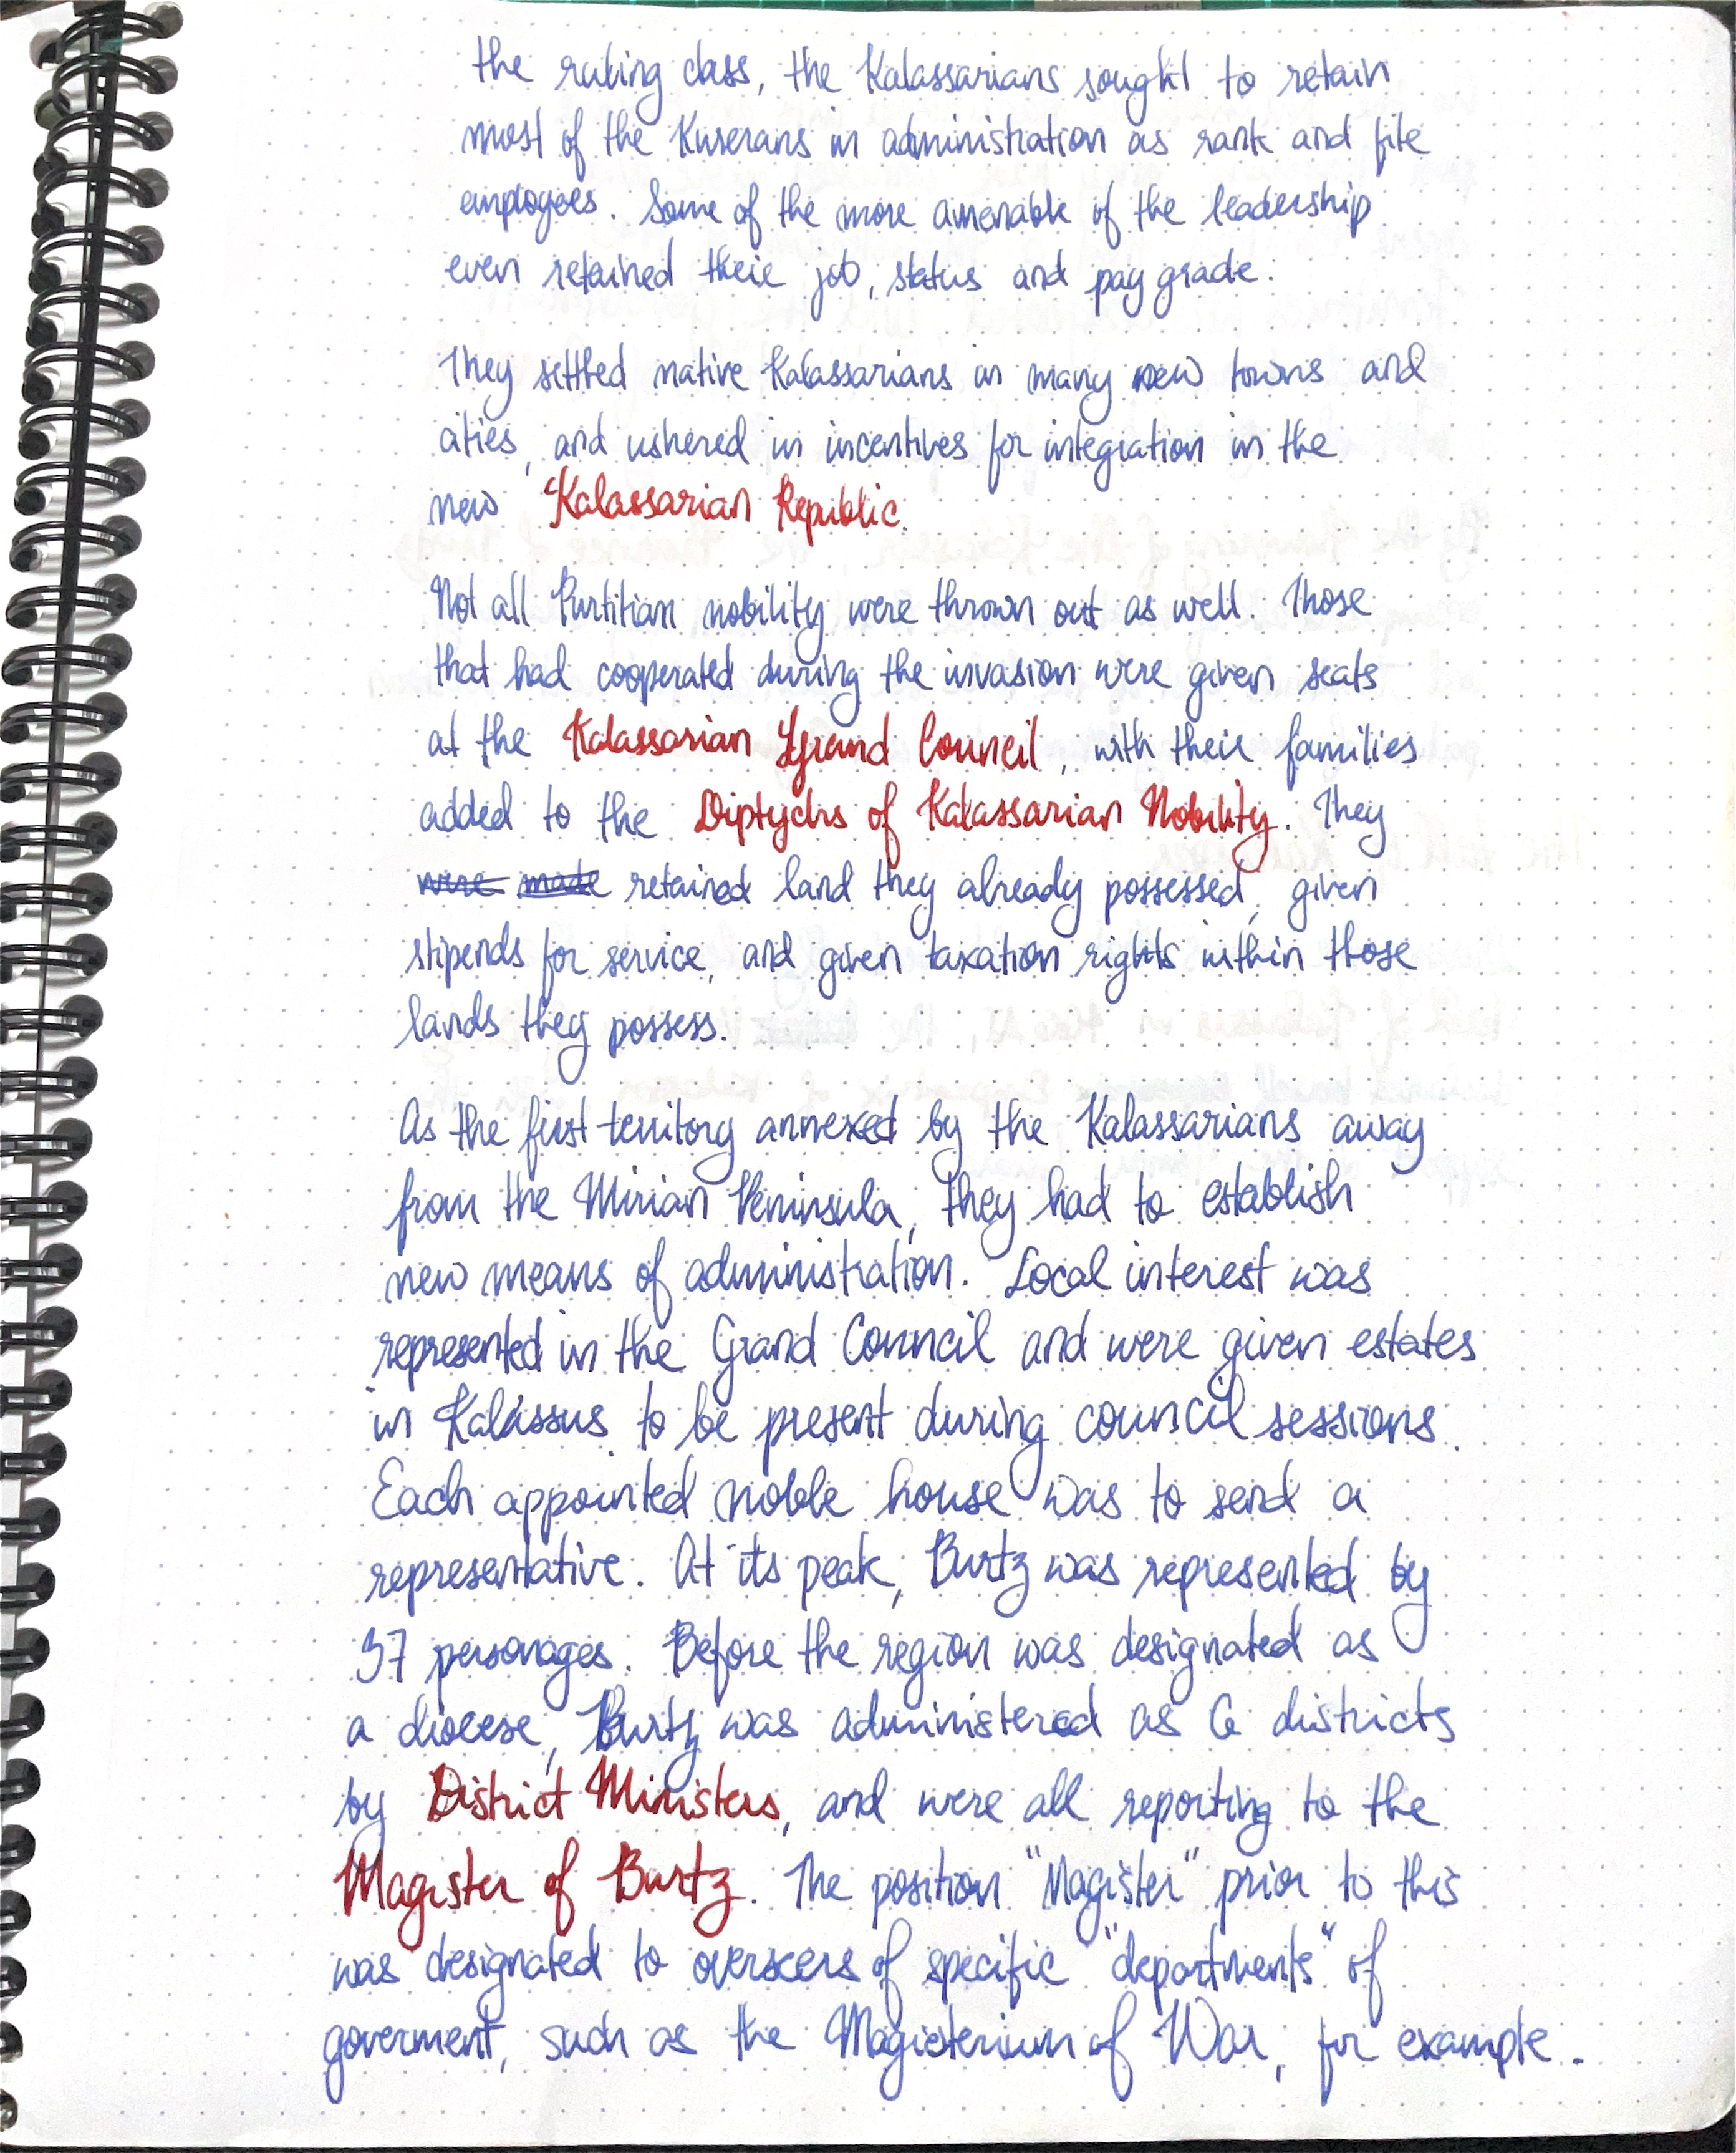 the ruling class, the Kalassarians sought to retain
most of the Kuserans in administration as rank and file
employees. Some of the more amenable of the leadership
even retained their job, status and pay grade.
They settled native Kalassarians in many new towns and
cities, and ushered in incentives for integration in the
new "Kalassarian Republic.
Not all Purtitian nobility were thrown out as well. Those
that had cooperated during the invasion were given seats
at the Kalassarian Grand Council, with their families
added to the Diptychs of Kalassarian Nobility. They
were made retained land they already possessed, given
stipends for service, and given taxation rights within those
lands they possess.
As the first territory annexed by the Kalassarians away
from the Mirian Peninsula, they had to establish
new means of administration. Local interest was
represented in the Grand Council and were given estates
in Kalassus to be present during council sessions.
Each appointed noble house was to send a
representative. At its peak, Burtz was represented by
37 personages. Before the region was designated as
a diocese, Burtz was administered as 6 districts
by District Ministers, and were all reporting to the
Magister of Burtz. The position "Magister" prior to this
was designated to overseers of specific "departments" of
goverment, such as the Magisterium of War, for example.